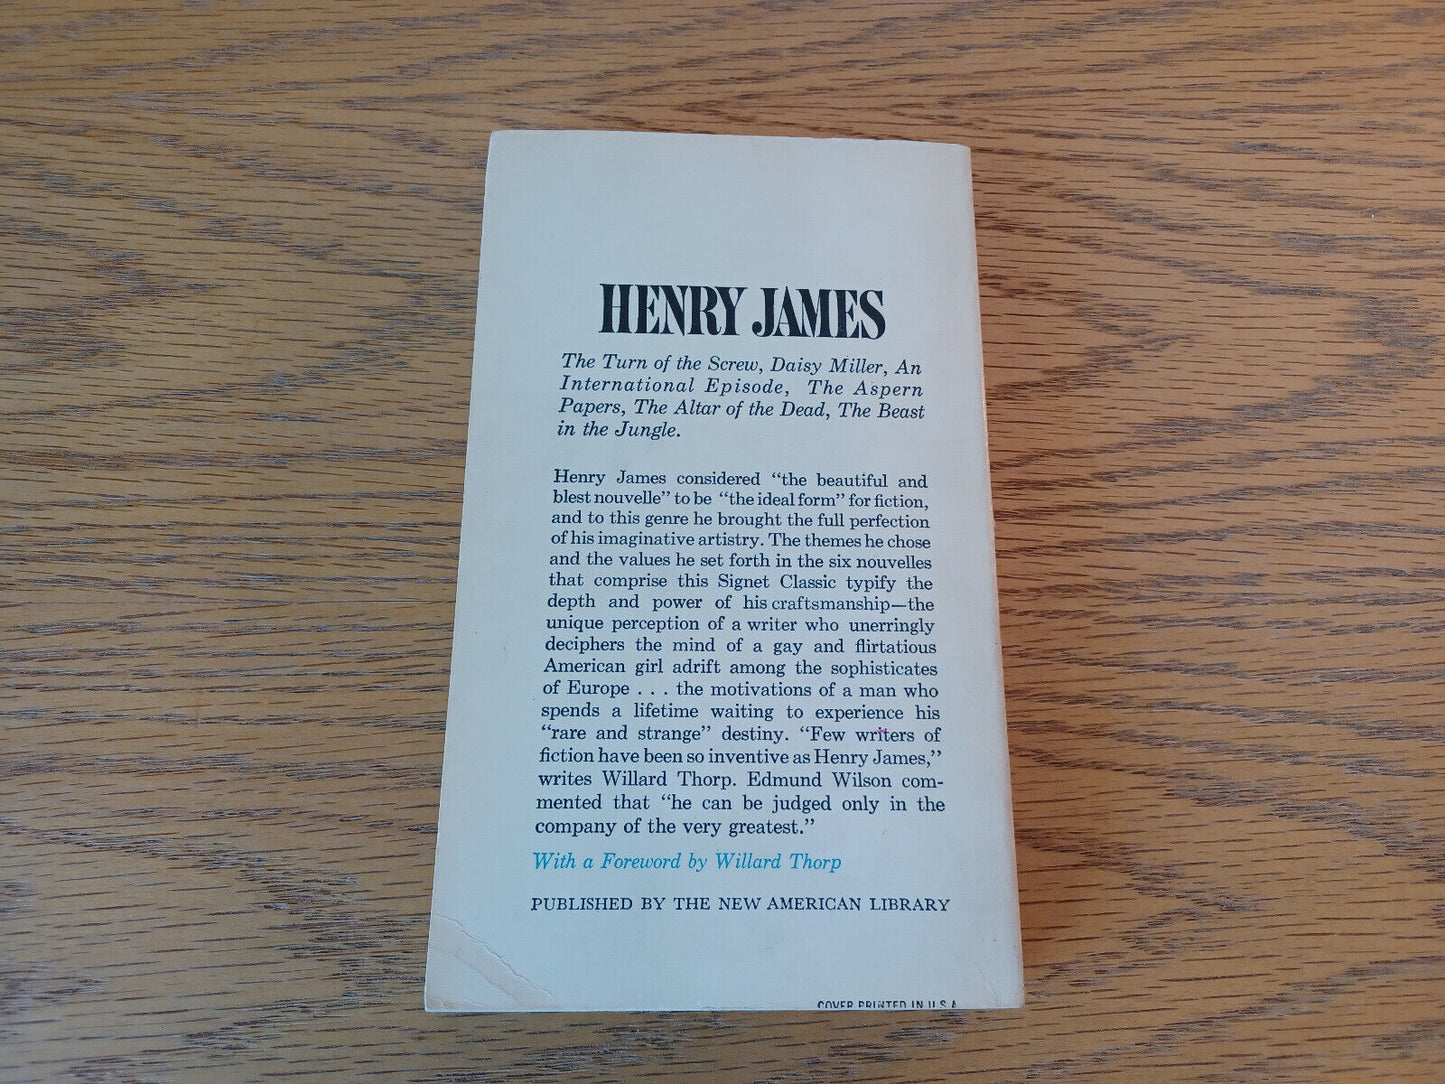 HENRY JAMES
The Turn of the Screw, Daisy Miller, An
International Episode, The Aspern
Papers, The Altar of the Dead, The Beast
in the Jungle.
Henry James considered “the beautiful and
blest nouvelle” to be “the ideal form” for fiction,
and to this genre he brought the full perfection
of his imaginative artistry. The themes he chose
and the values he set forth in the six nouvelles
that comprise this Signet Classic typify the
depth and power of his craftsmanship—the
unique perception of a writer who unerringly
deciphers the mind of a gay and flirtatious
American girl adrift among the sophisticates
of Europe . . . the motivations of a man who
spends a lifetime waiting to experience his
“rare and strange” destiny. “Few writers of
fiction have been so inventive as Henry James,”
writes Willard Thorp. Edmund Wilson com-
mented that “he can be judged only in the
company of the very greatest.”
With a Foreword by Willard Thorp
PUBLISHED BY THE NEW AMERICAN LIBRARY
COVER PRINTED IN U.S.A.